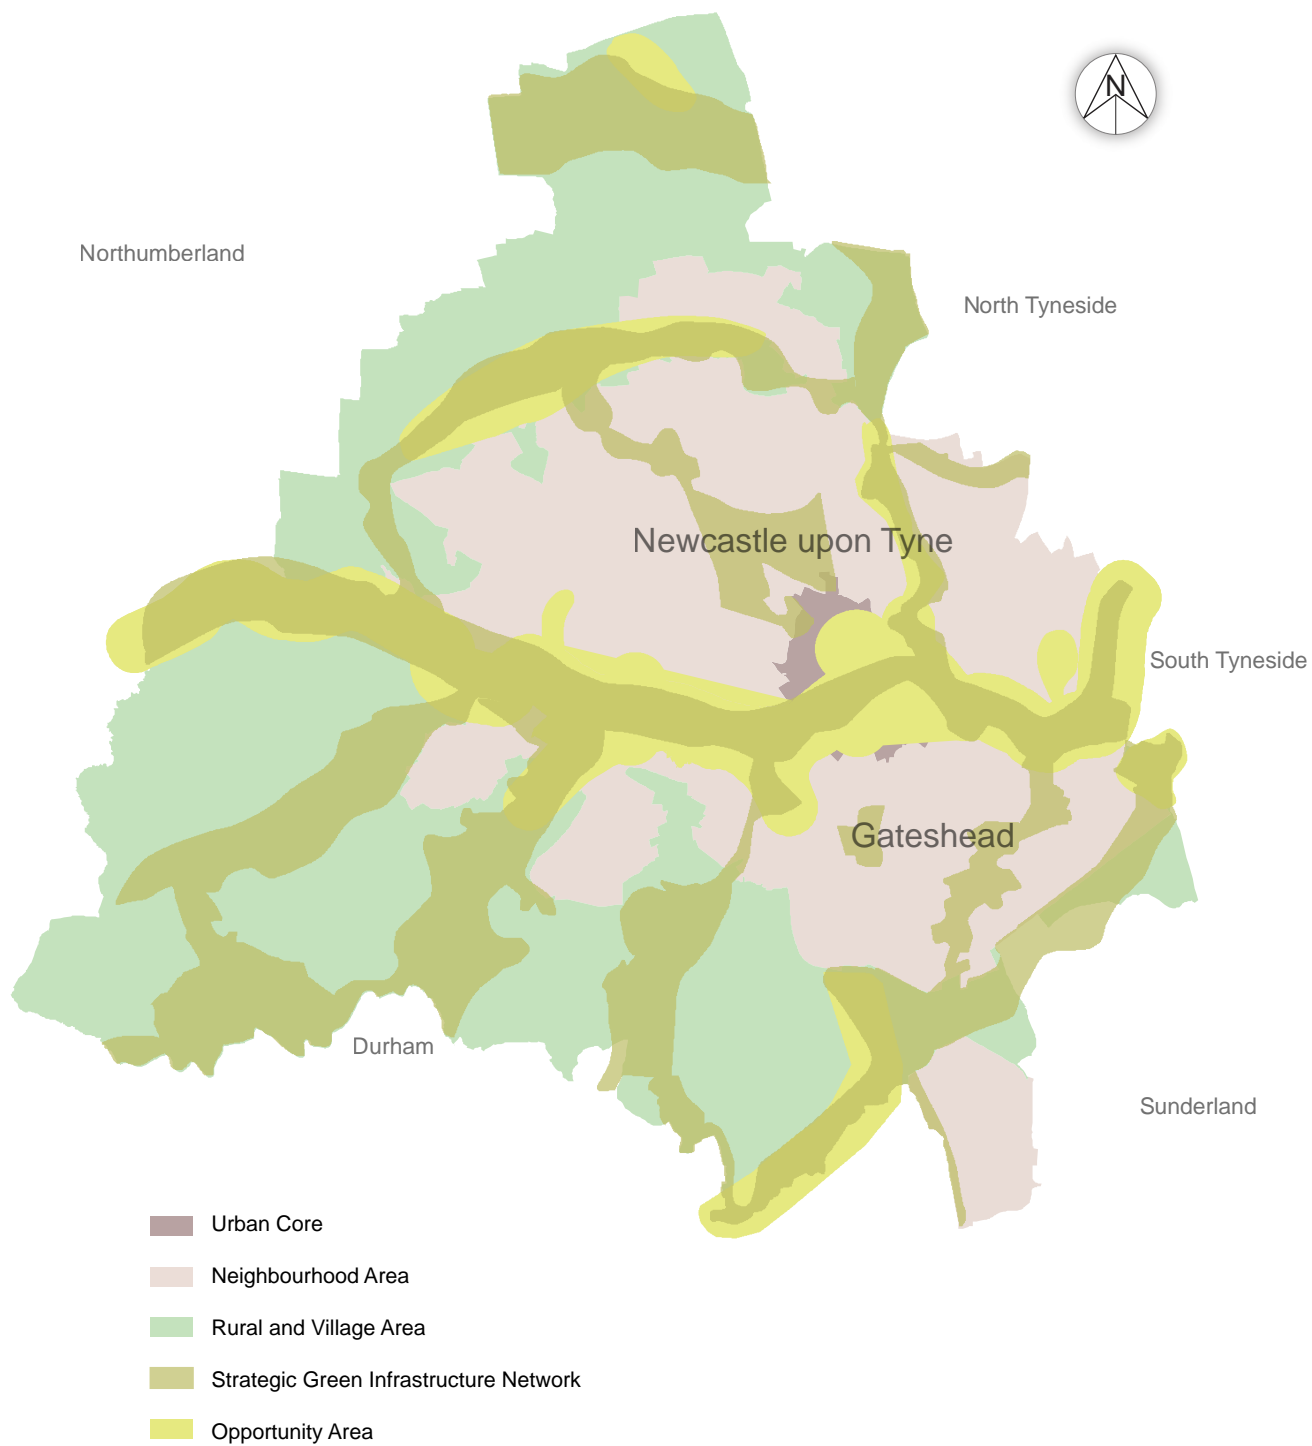 N
Northumberland
North Tyneside
Newcastle upon Tyne
South Tyneside
Gateshead
Durham
Sunderland
Urban Core
Neighbourhood Area
Rural and Village Area
Strategic Green Infrastructure Network
Opportunity Area